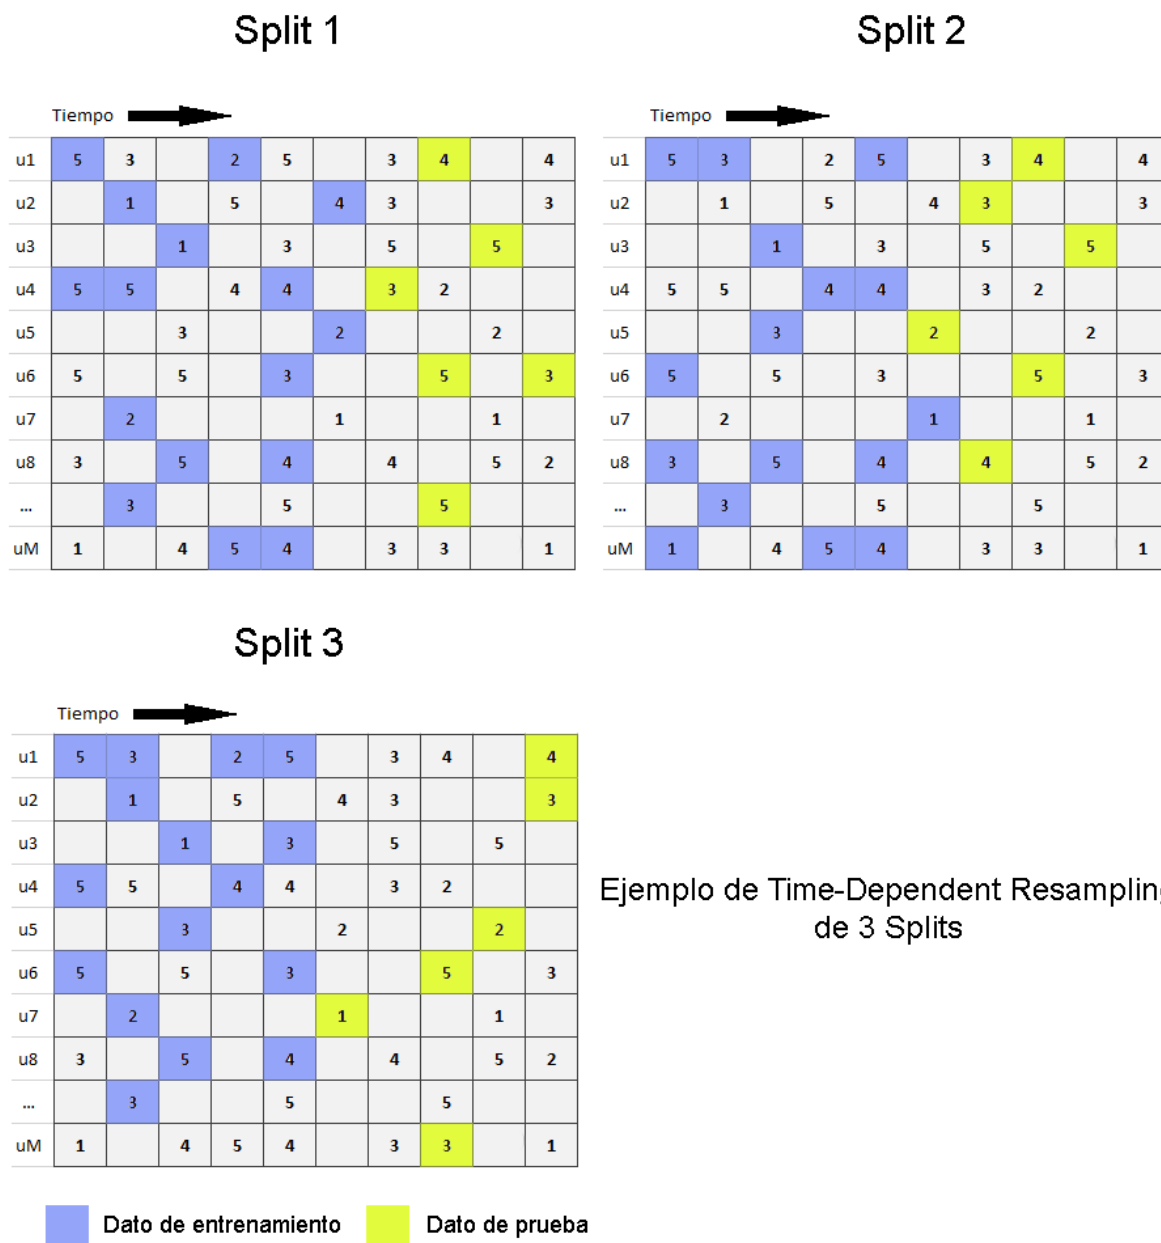 Split 1
Split 2
Tiempo
u1 5 3 2 5 3 4 4
u2 1 5 4 3 3
u3 1 3 5 5
u4 5 5 4 4 3 2
u5 3 2 2
u6 5 5 3 5 3
u7 2 1 1
u8 3 5 4 4 5 2
... 3 5 5
uM 1 4 5 4 3 3 1
Tiempo
u1 5 3 2 5 3 4 4
u2 1 5 4 3 3
u3 1 3 5 5
u4 5 5 4 4 3 2
u5 3 2 2
u6 5 5 3 5 3
u7 2 1 1
u8 3 5 4 4 5 2
... 3 5 5
uM 1 4 5 4 3 3 1
Split 3
Tiempo
u1 5 3 2 5 3 4 4
u2 1 5 4 3 3
u3 1 3 5 5
u4 5 5 4 4 3 2
u5 3 2 2
u6 5 5 3 5 3
u7 2 1 1
u8 3 5 4 4 5 2
... 3 5 5
uM 1 4 5 4 3 3 1
Ejemplo de Time-Dependent Resampling
de 3 Splits
Dato de entrenamiento
Dato de prueba